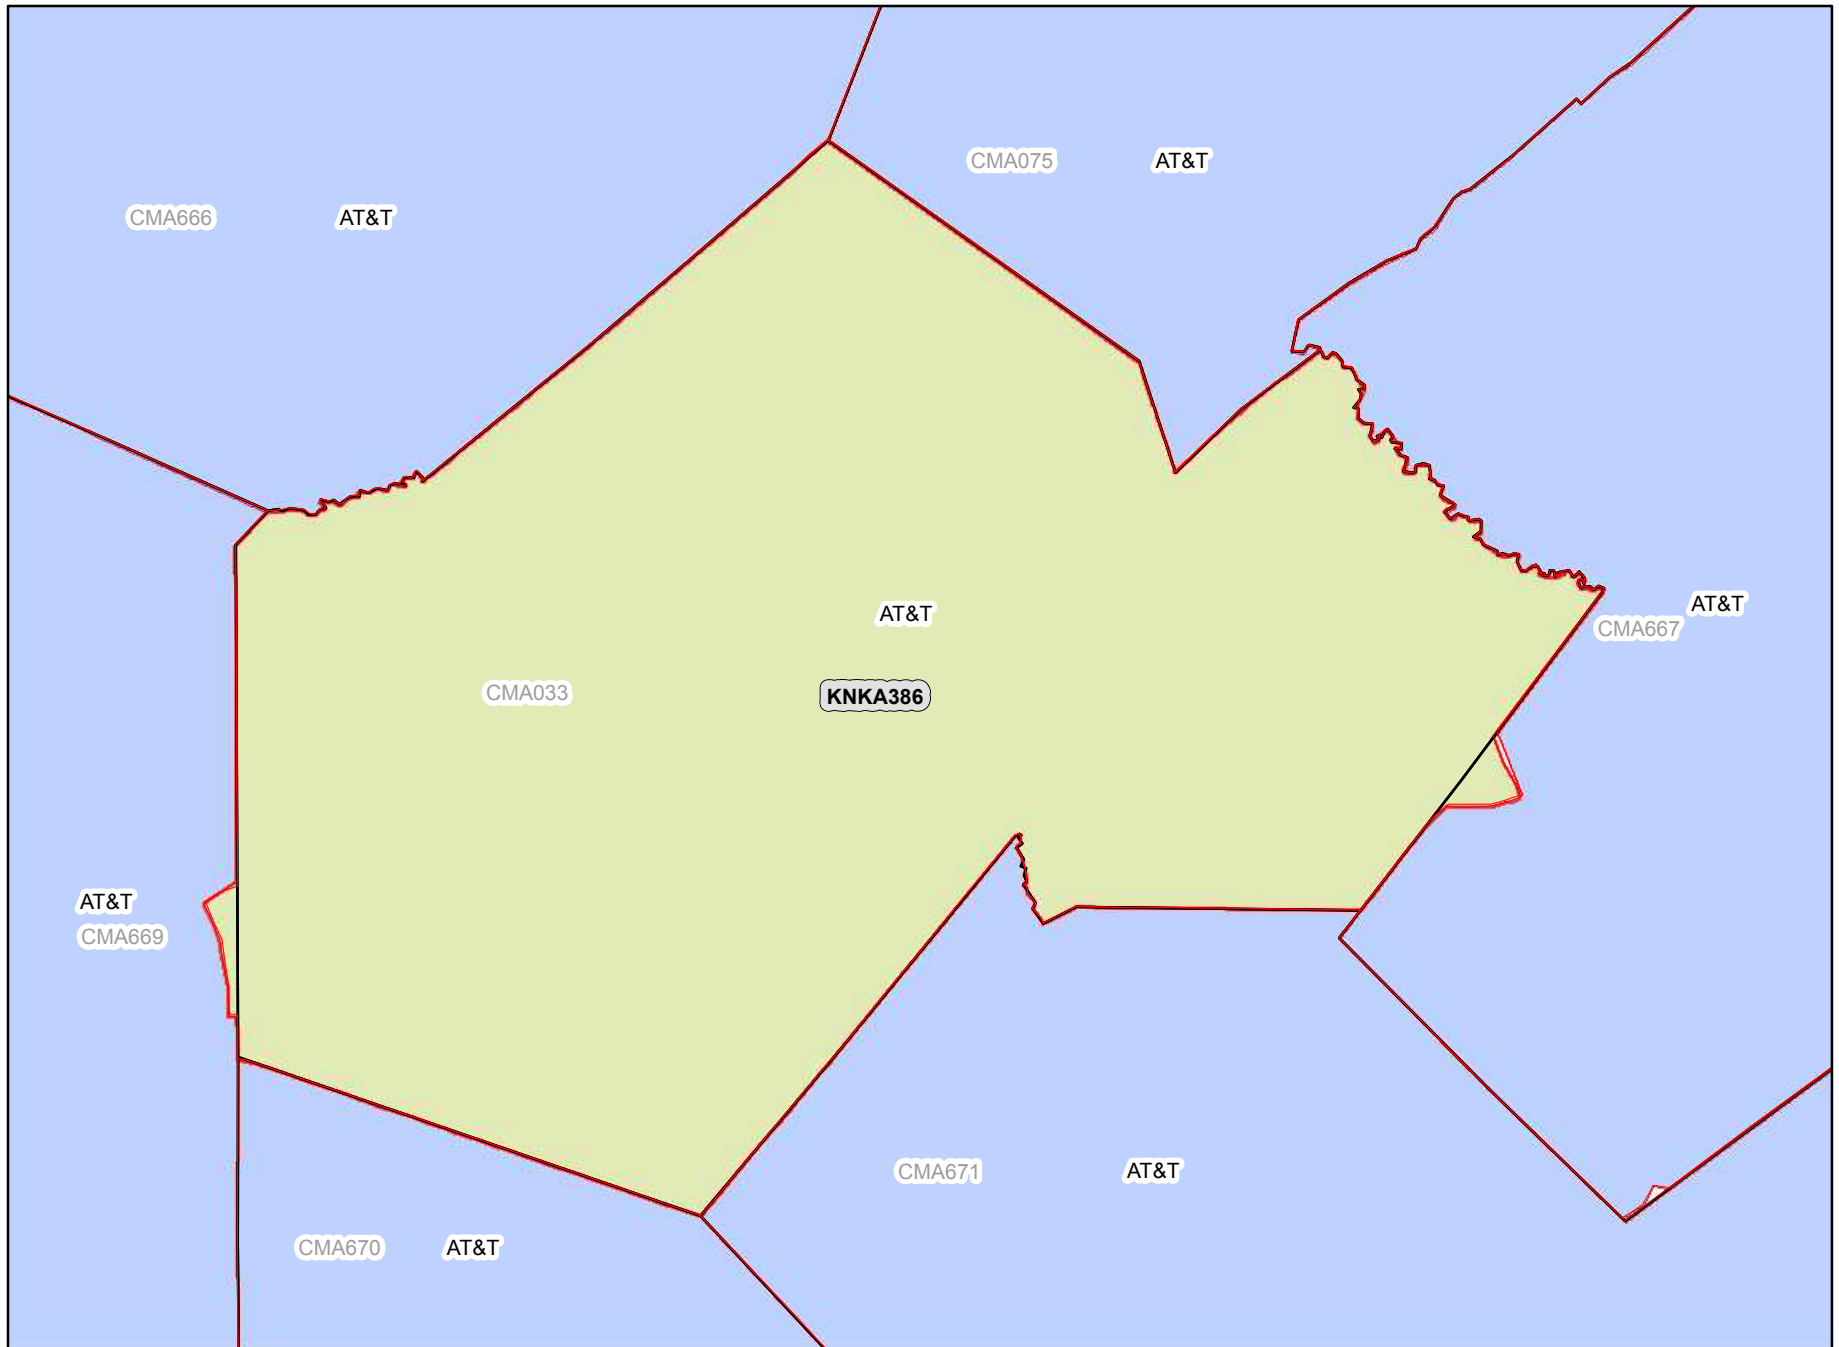 CMA075 AT&T
CMA666 AT&T
AT&T
AT&T
CMA667
CMA033 KNKA386
AT&T
CMA669
CMA671 AT&T
CMA670 AT&T